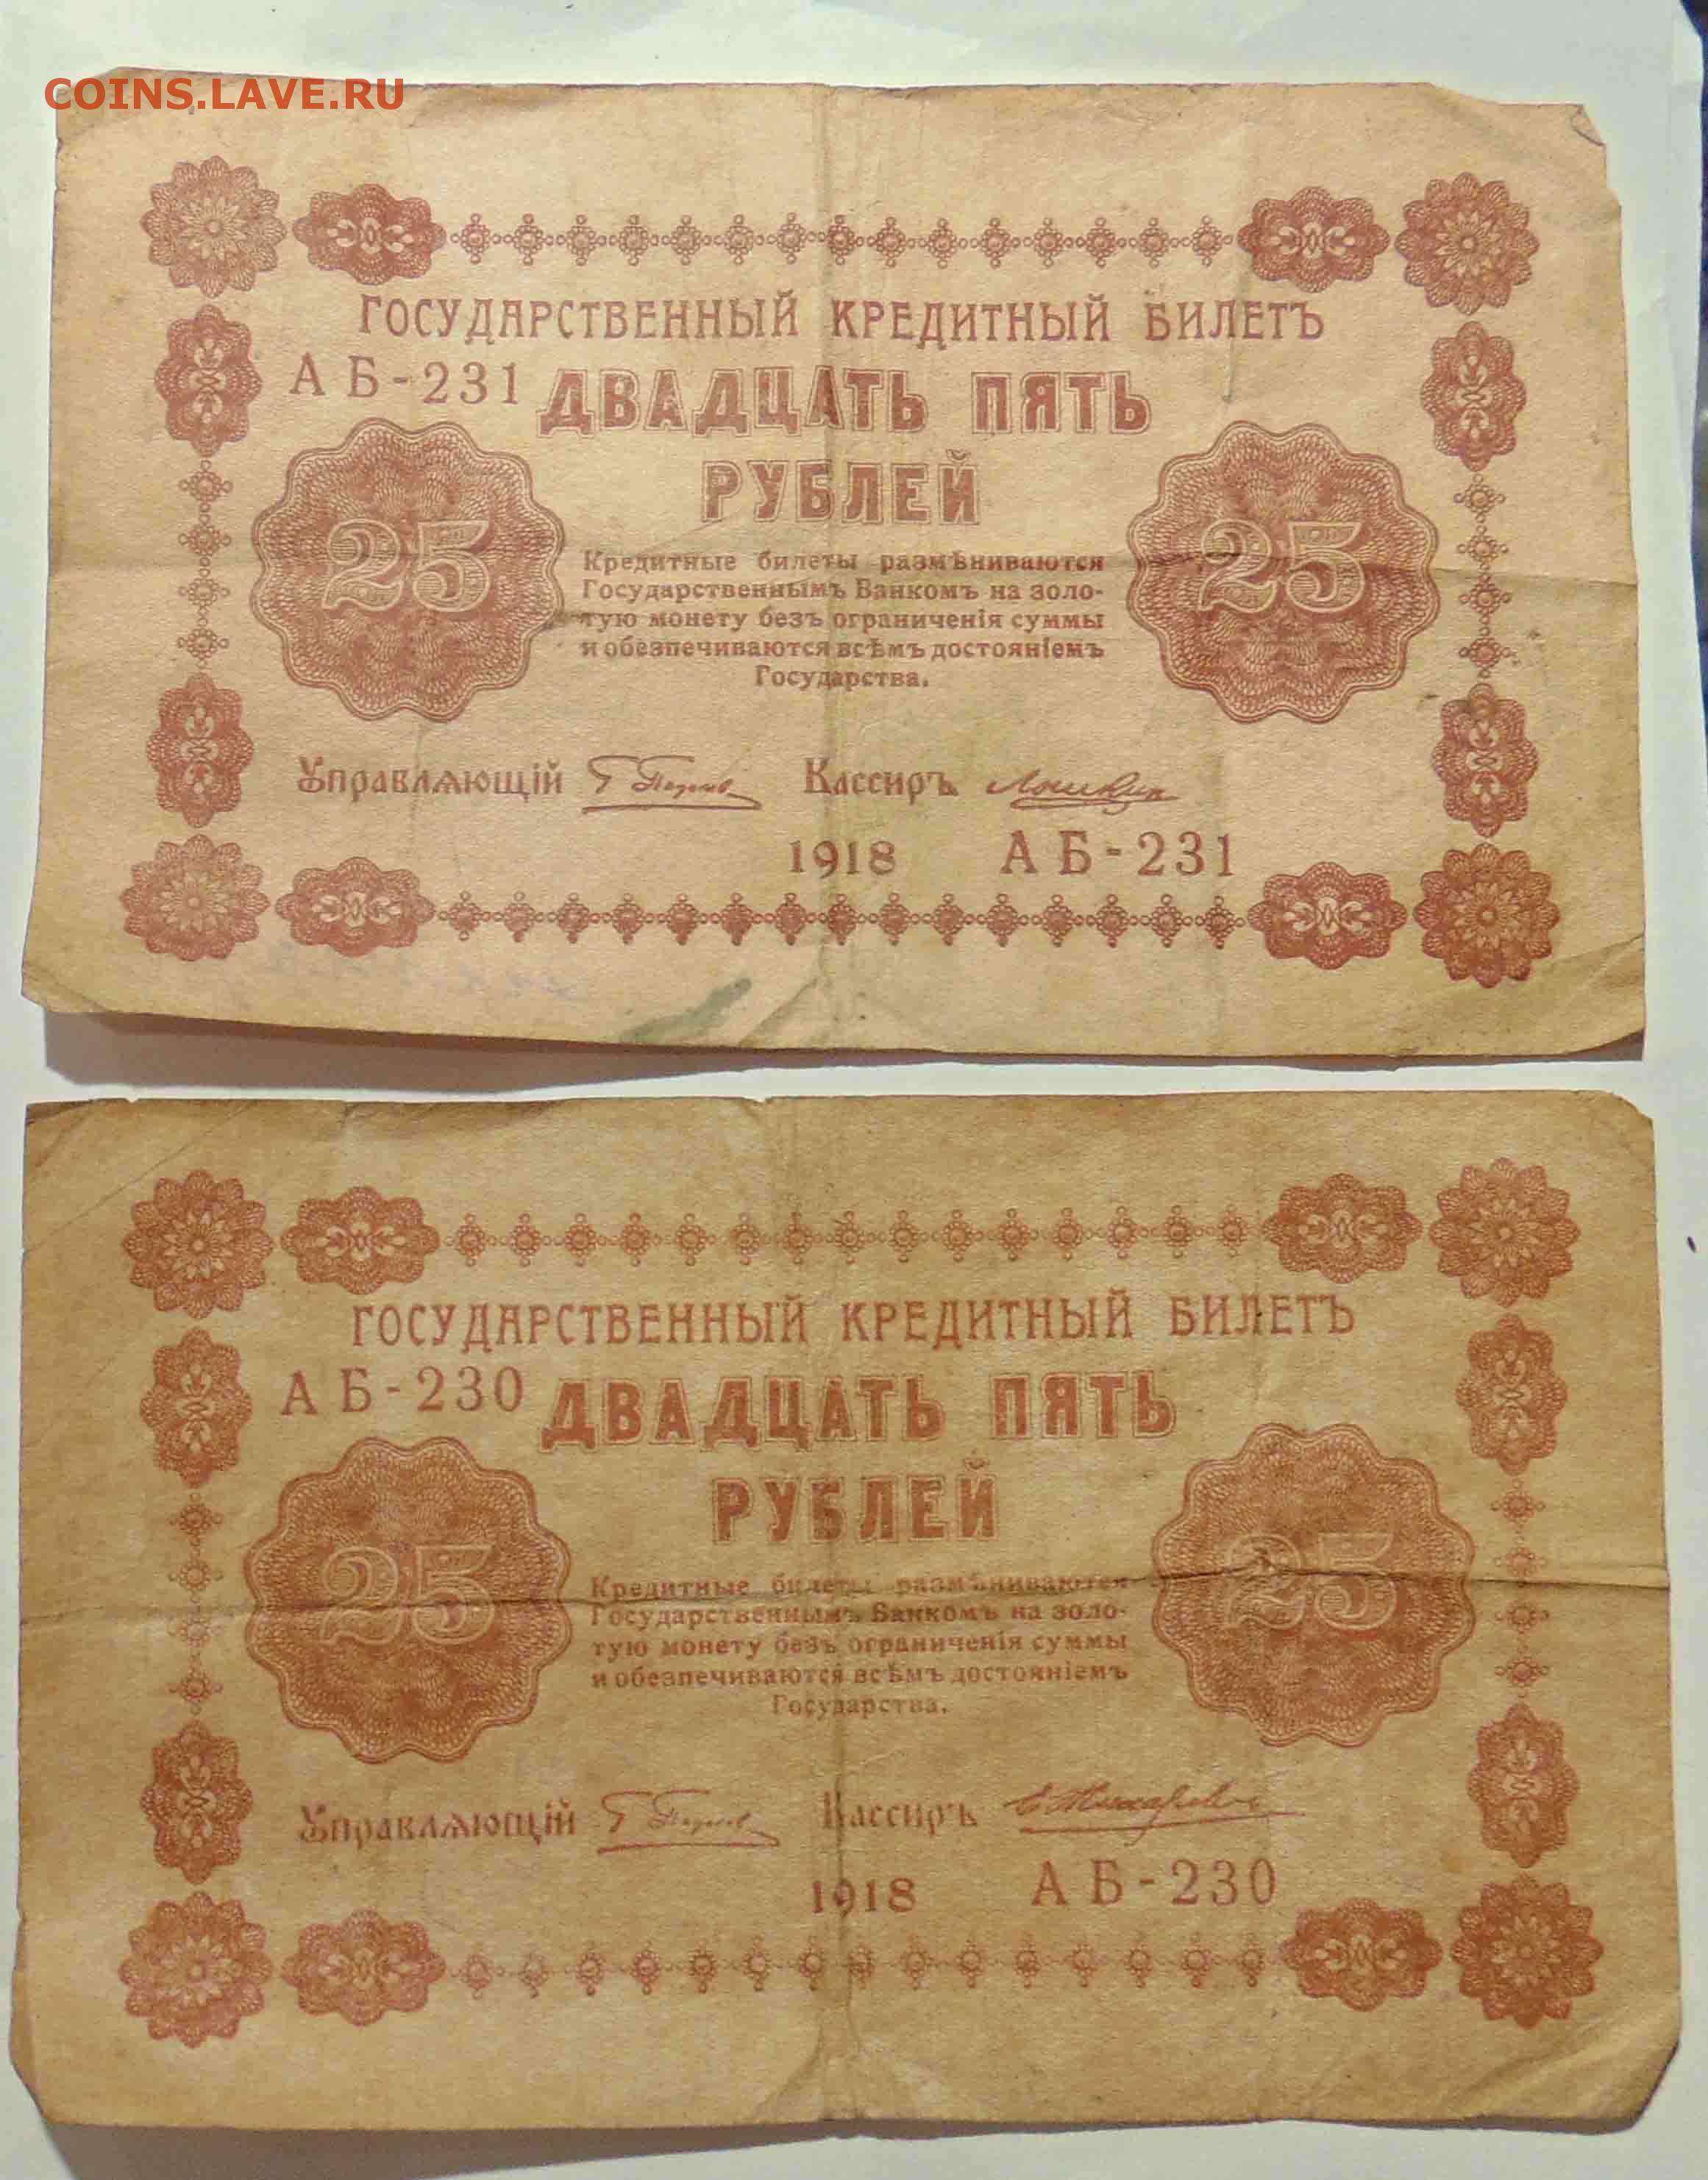 COINS.LAVE.RU
ГОСУДАРСТВЕННЫЙ КРЕДИТНЫЙ БИЛЕТЪ
АБ-231 ДВАДЦАТЬ ПЯТЬ
РУБЛЕЙ
25
Кредитные билеты размѣниваются
Государственнымъ Банкомъ на золо-
тую монету безъ ограниченія суммы
и обезпечиваются всѣмъ достояніемъ
Государства.
25
Управляющій Г. Пятаков Кассиръ Лошкин
1918 АБ-231
ГОСУДАРСТВЕННЫЙ КРЕДИТНЫЙ БИЛЕТЪ
АБ-230 ДВАДЦАТЬ ПЯТЬ
РУБЛЕЙ
25
Кредитные билеты размѣниваются
Государственнымъ Банкомъ на золо-
тую монету безъ ограниченія суммы
и обезпечиваются всѣмъ достояніемъ
Государства.
25
Управляющій Кассиръ
1918 АБ-230